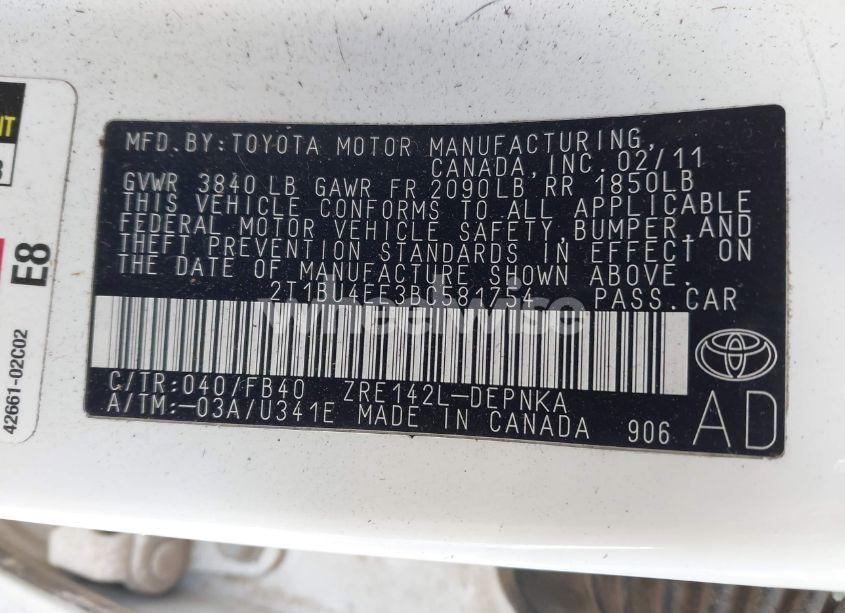 MFD.BY:TOYOTA MOTOR MANUFACTURING,
CANADA,INC. 02/11
GVWR 3840 LB GAWR FR 2090LB RR 1850LB
THIS VEHICLE CONFORMS TO ALL APPLICABLE
FEDERAL MOTOR VEHICLE SAFETY,BUMPER,AND
THEFT PREVENTION STANDARDS IN EFFECT ON
THE DATE OF MANUFACTURE SHOWN ABOVE.
2T1BU4EE3BC581754 PASS.CAR
wheelwise
C/TR:040/FB40 ZRE142L-DEPNKA
A/TM:-03A/U341E MADE IN CANADA 906
AD
E8
42661-02C02